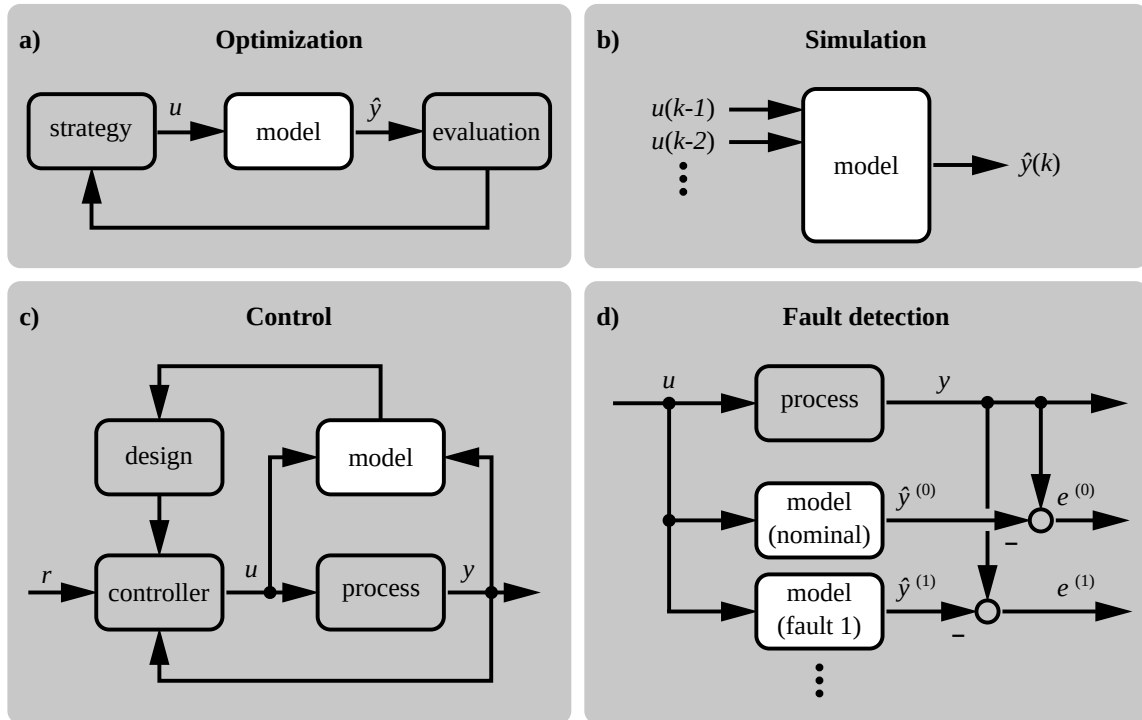 a) Optimization
u
ŷ
strategy
model
evaluation
b) Simulation
u(k-1)
u(k-2)
model
ŷ(k)
c) Control
design
model
r
controller
u
process
y
d) Fault detection
u
process
y
model
(nominal)
ŷ (0)
e (0)
–
model
(fault 1)
ŷ (1)
e (1)
–